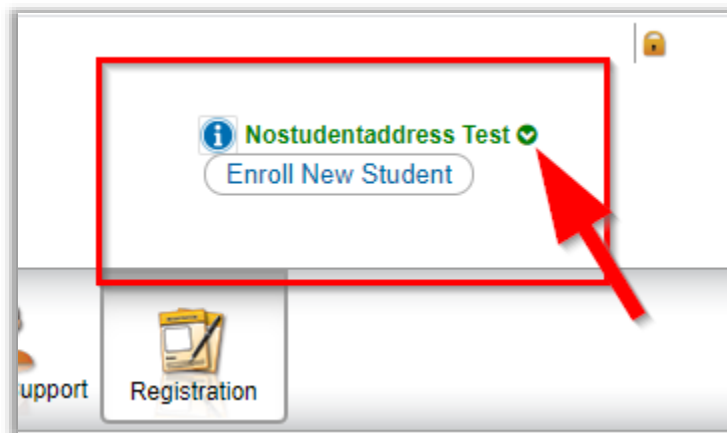 Nostudentaddress Test
Enroll New Student
upport
Registration